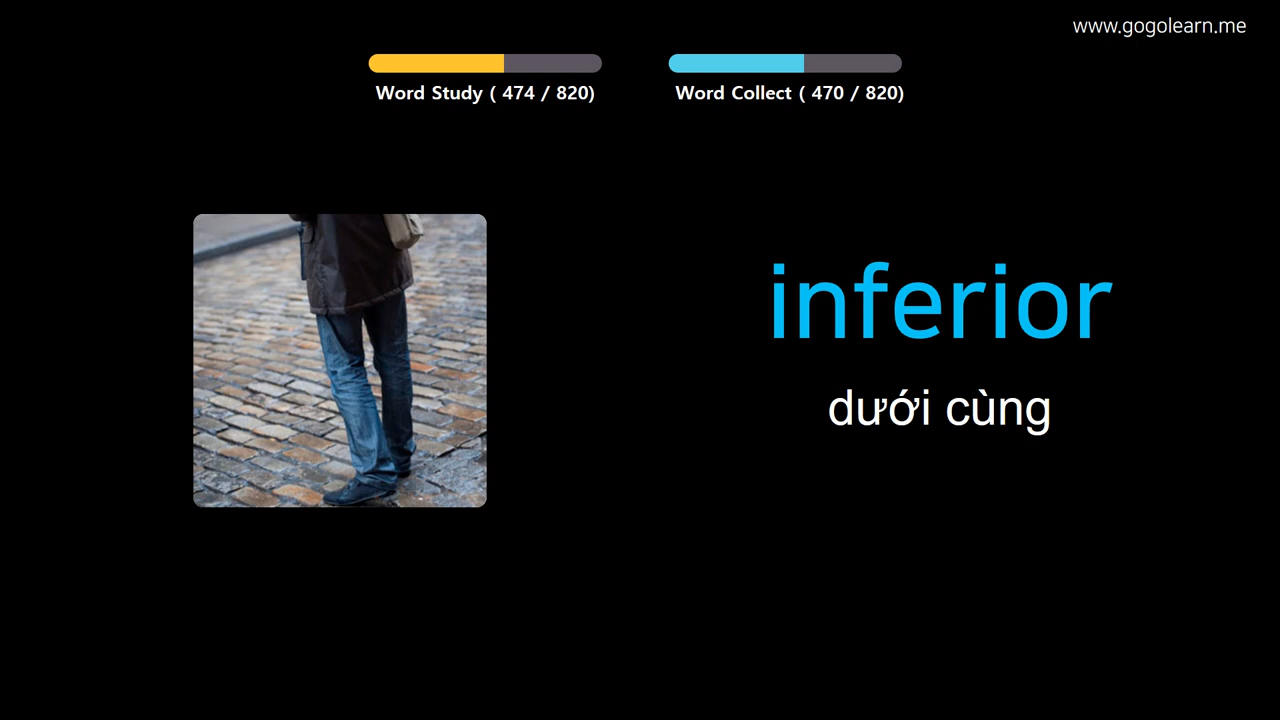 www.gogolearn.me
Word Study ( 474 / 820)
Word Collect ( 470 / 820)
inferior
dưới cùng